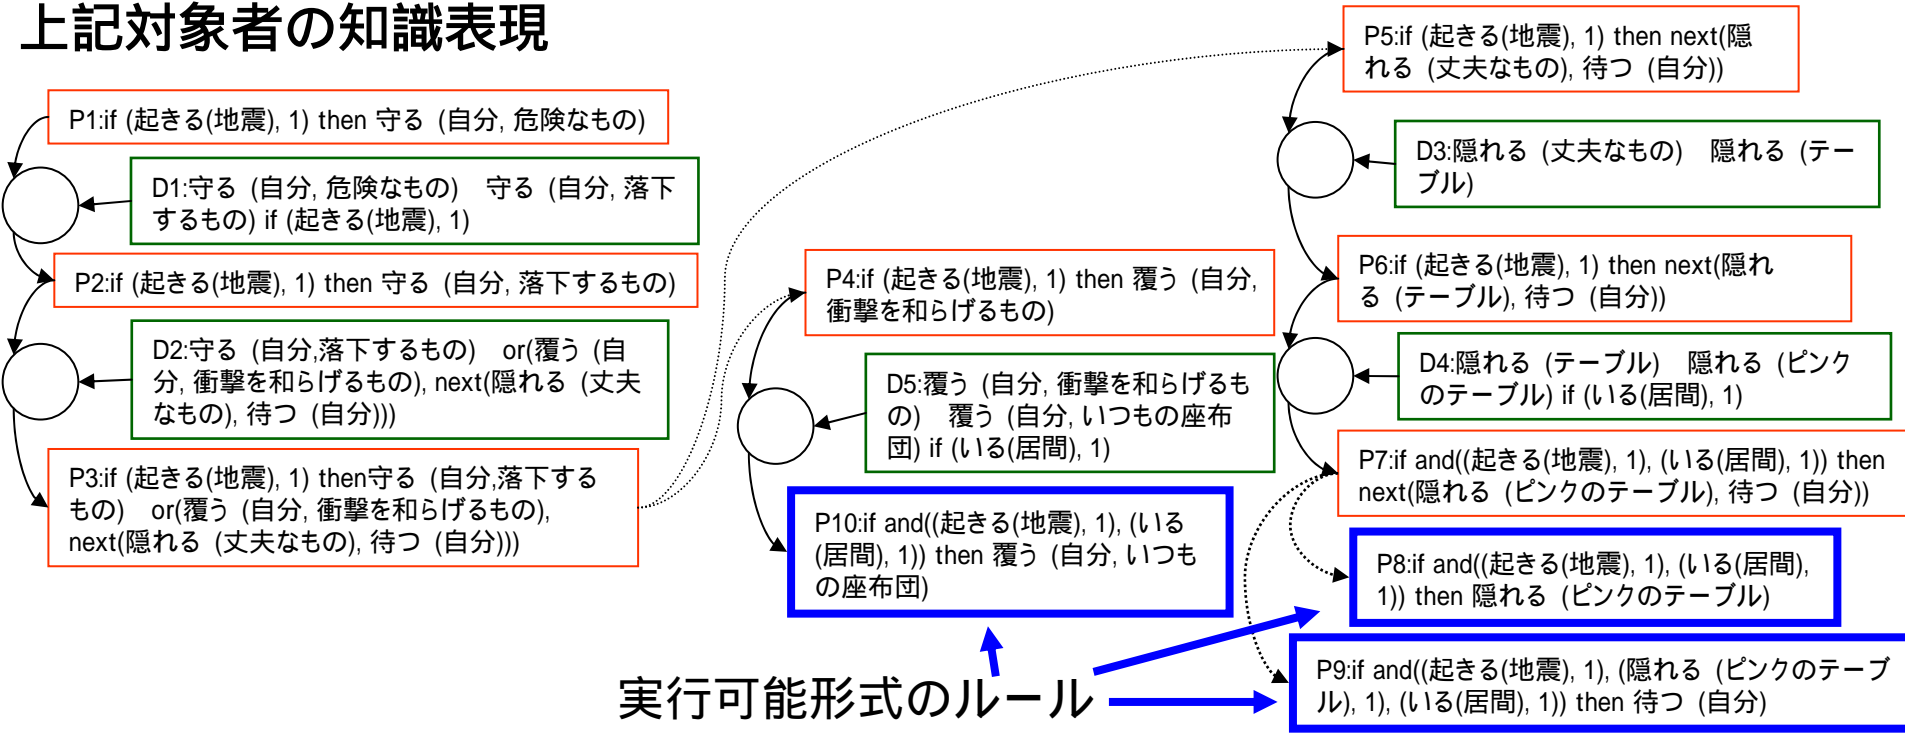 上記対象者の知識表現
P1:if (起きる(地震), 1) then 守る (自分, 危険なもの)
D1:守る (自分, 危険なもの) 守る (自分, 落下
するもの) if (起きる(地震), 1)
P2:if (起きる(地震), 1) then 守る (自分, 落下するもの)
D2:守る (自分,落下するもの) or(覆う (自
分, 衝撃を和らげるもの), next(隠れる (丈夫
なもの), 待つ (自分)))
P3:if (起きる(地震), 1) then守る (自分,落下する
もの) or(覆う (自分, 衝撃を和らげるもの),
next(隠れる (丈夫なもの), 待つ (自分)))
P4:if (起きる(地震), 1) then 覆う (自分,
衝撃を和らげるもの)
D5:覆う (自分, 衝撃を和らげるも
の) 覆う (自分, いつもの座布
団) if (いる(居間), 1)
P10:if and((起きる(地震), 1), (いる
(居間), 1)) then 覆う (自分, いつも
の座布団)
P5:if (起きる(地震), 1) then next(隠
れる (丈夫なもの), 待つ (自分))
D3:隠れる (丈夫なもの) 隠れる (テー
ブル)
P6:if (起きる(地震), 1) then next(隠れ
る (テーブル), 待つ (自分))
D4:隠れる (テーブル) 隠れる (ピンク
のテーブル) if (いる(居間), 1)
P7:if and((起きる(地震), 1), (いる(居間), 1)) then
next(隠れる (ピンクのテーブル), 待つ (自分))
P8:if and((起きる(地震), 1), (いる(居間),
1)) then 隠れる (ピンクのテーブル)
P9:if and((起きる(地震), 1), (隠れる (ピンクのテーブ
ル), 1), (いる(居間), 1)) then 待つ (自分)
実行可能形式のルール